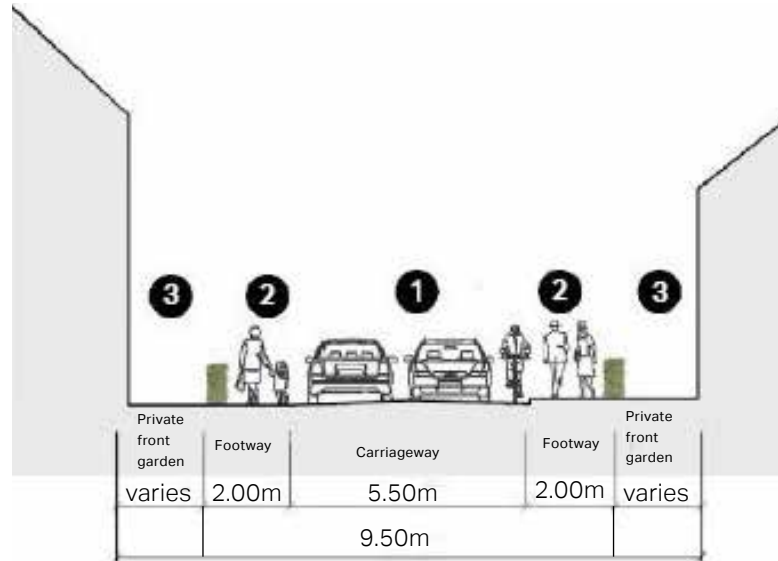 3
2
1
2
3
Private
front
garden
Footway
Carriageway
Footway
Private
front
garden
varies
2.00m
5.50m
2.00m
varies
9.50m